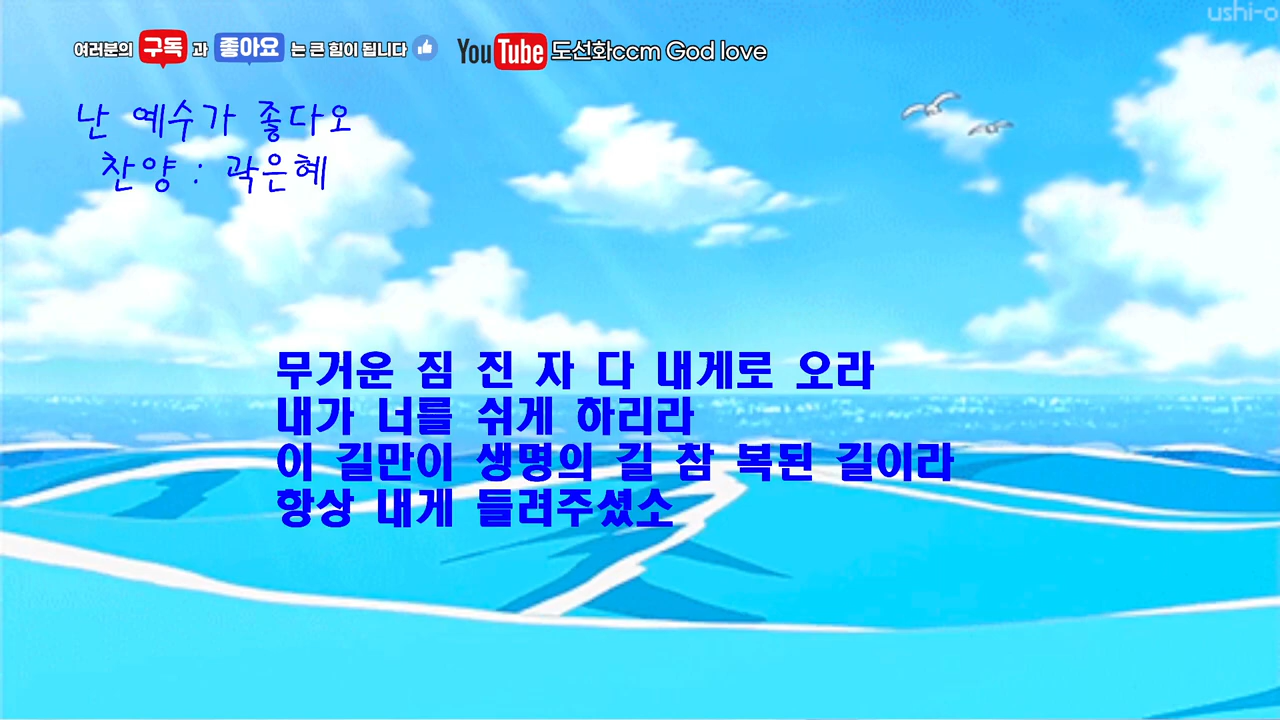 ushi-o
여러분의 구독 과 좋아요 는 큰 힘이 됩니다 YouTube 도선화ccm God love
난 예수가 좋다오
찬양 : 곽은혜
무거운 짐 진 자 다 내게로 오라
내가 너를 쉬게 하리라
이 길만이 생명의 길 참 복된 길이라
항상 내게 들려주셨소